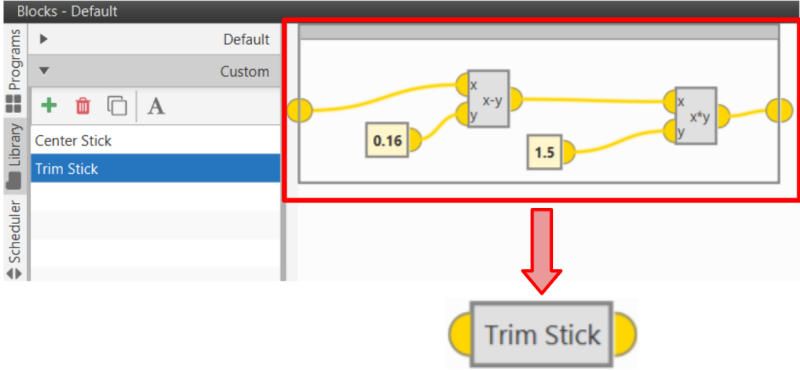 Blocks - Default
Programs
Library
Scheduler
Default
Custom
A
Center Stick
Trim Stick
x
y
x-y
0.16
x
y
x*y
1.5
Trim Stick